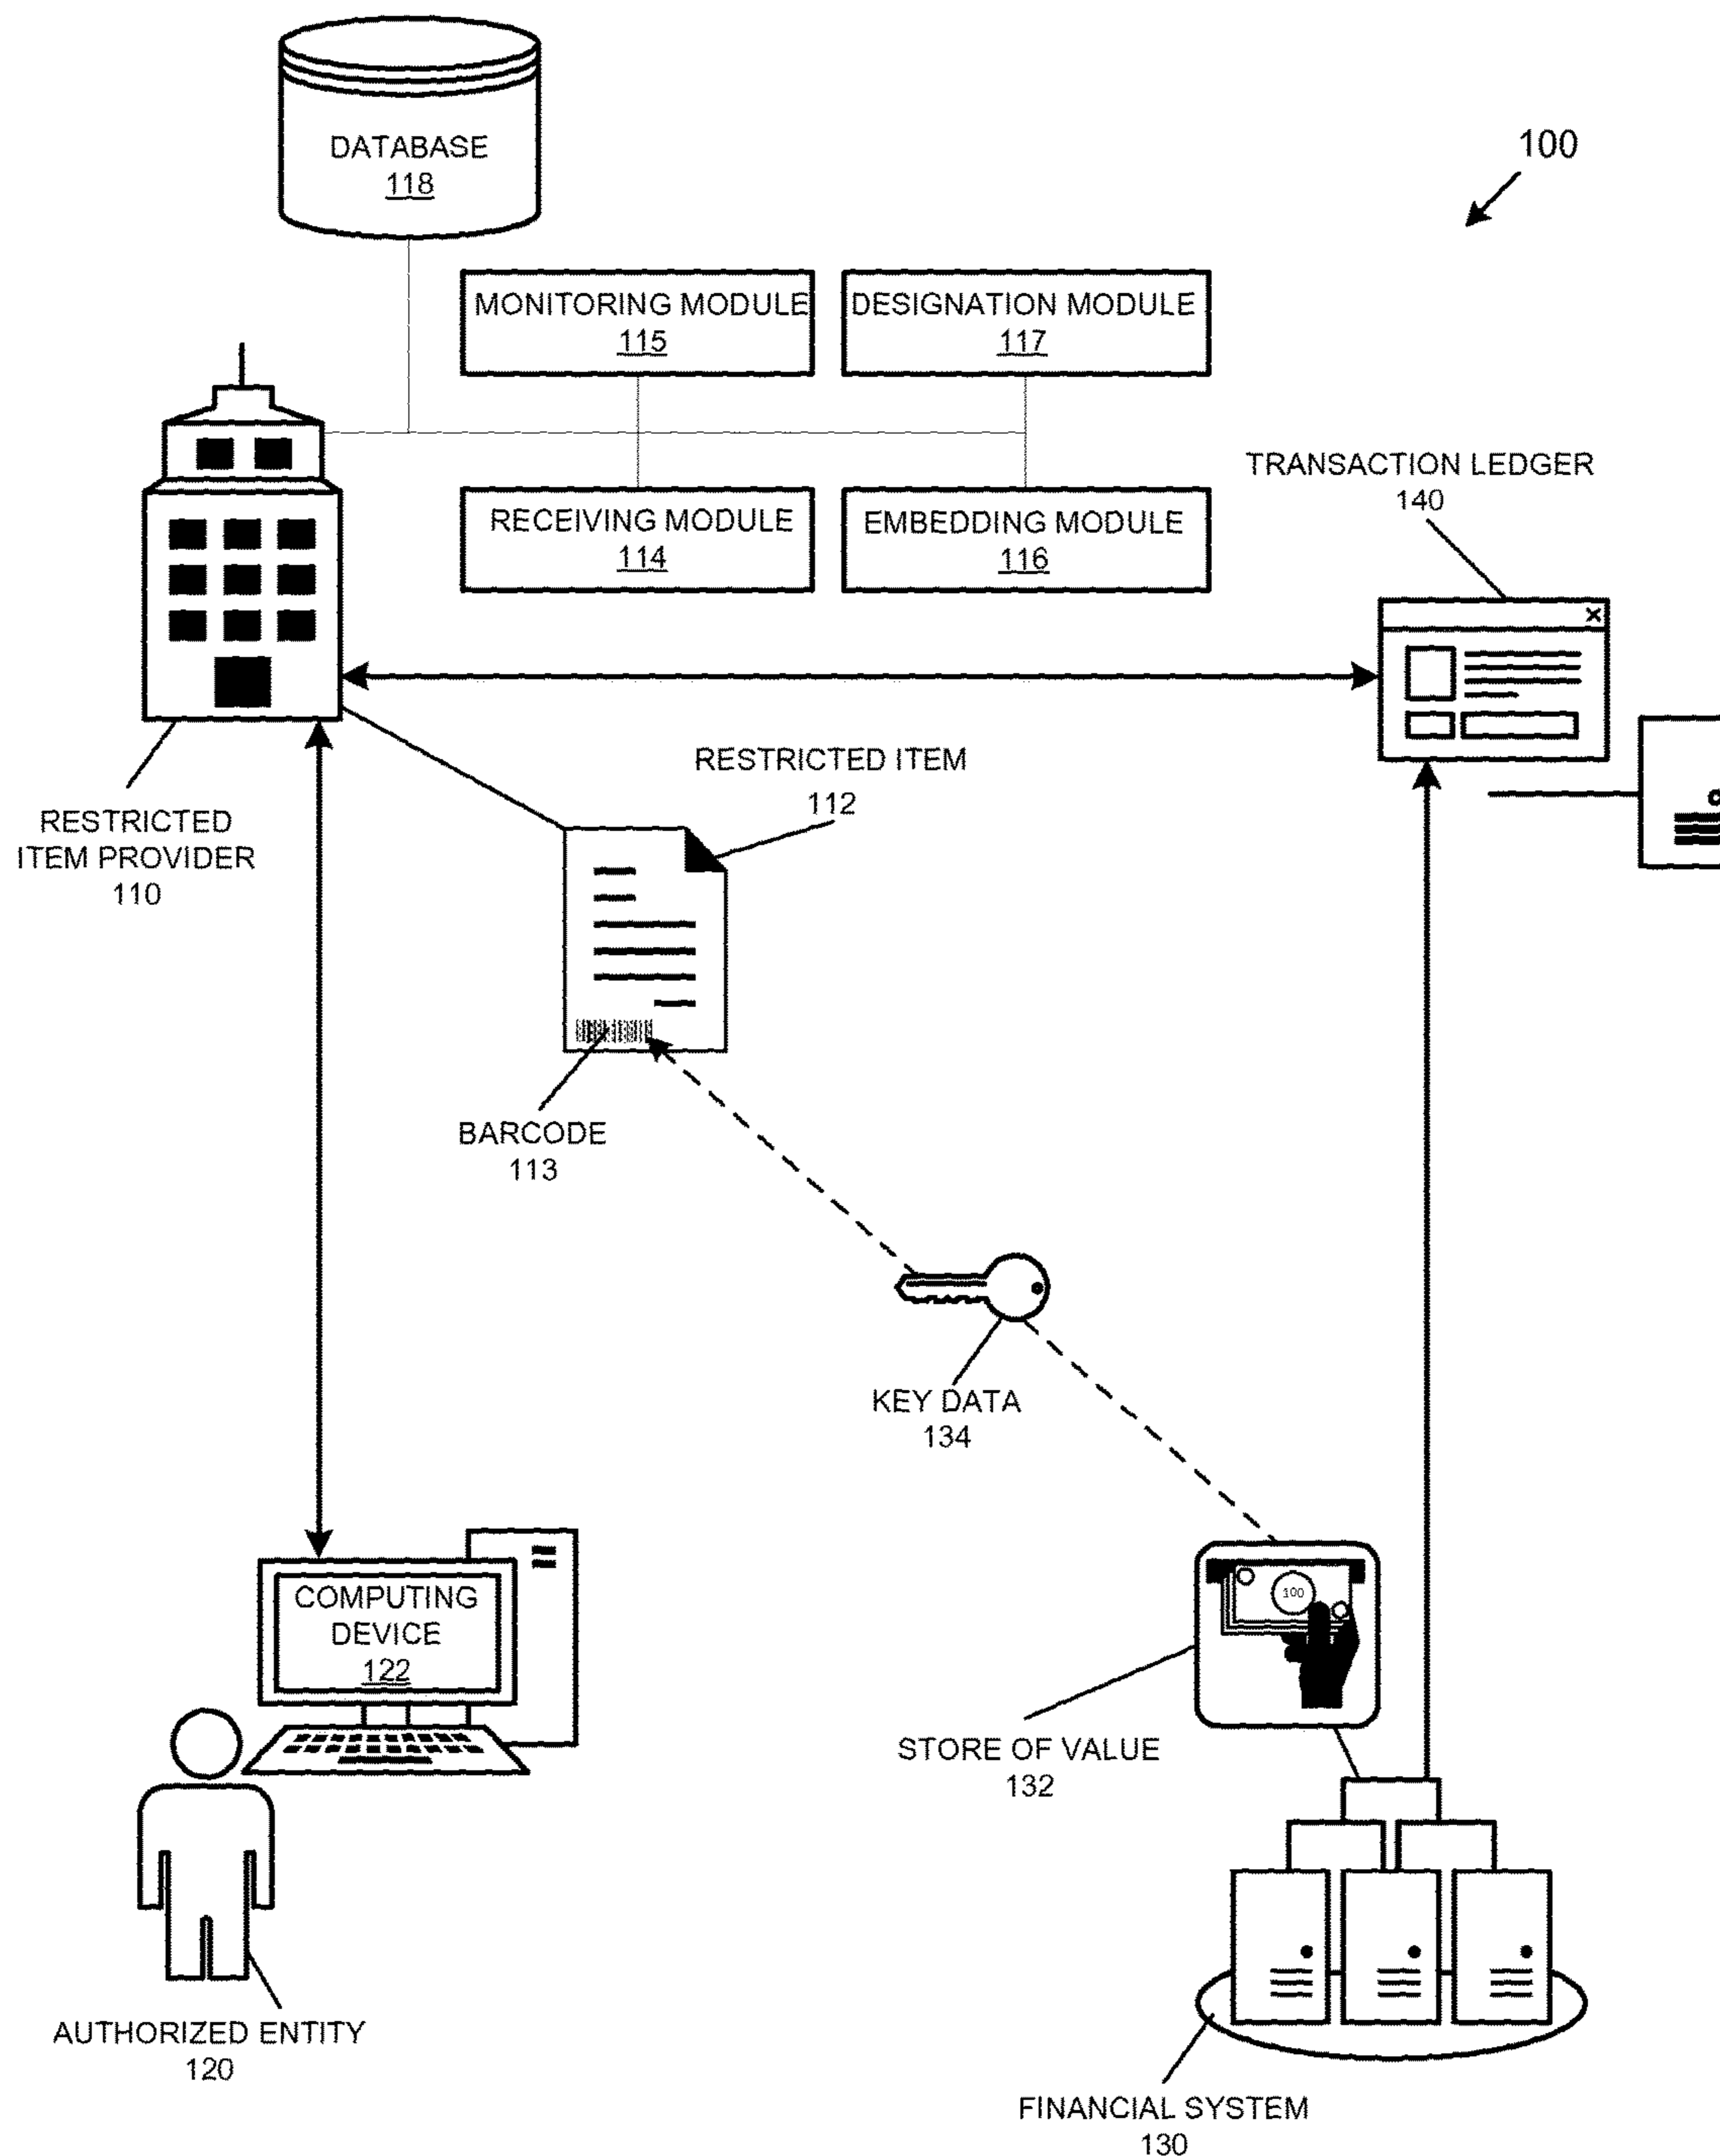 DATABASE
118
100
MONITORING MODULE
115
DESIGNATION MODULE
117
RECEIVING MODULE
114
EMBEDDING MODULE
116
TRANSACTION LEDGER
140
×
RESTRICTED ITEM
112
RESTRICTED
ITEM PROVIDER
110
BARCODE
113
KEY DATA
134
COMPUTING
DEVICE
122
100
STORE OF VALUE
132
AUTHORIZED ENTITY
120
FINANCIAL SYSTEM
130